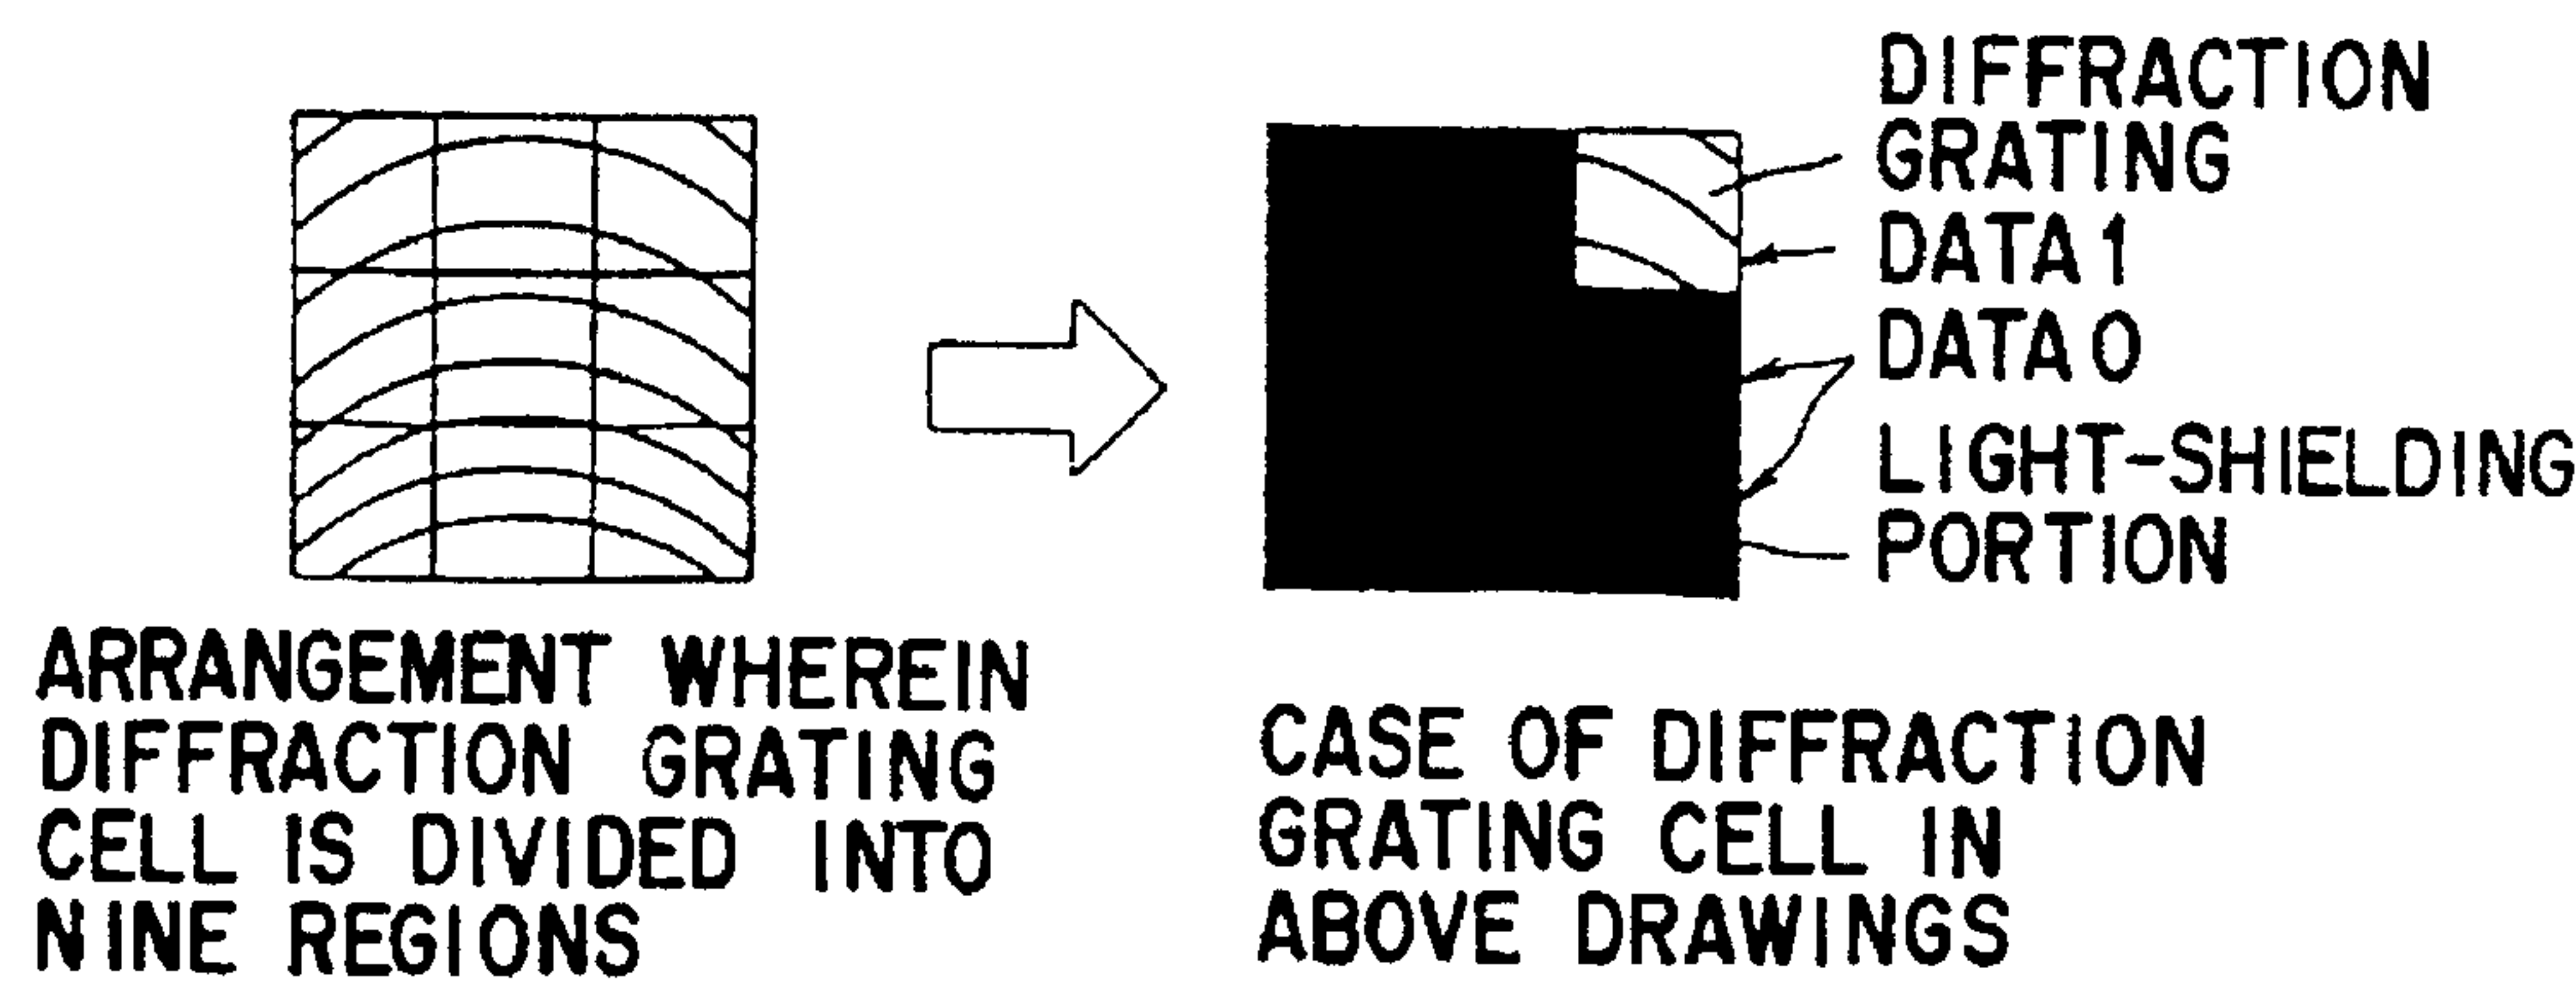 DIFFRACTION
GRATING
DATA 1
DATA 0
LIGHT-SHIELDING
PORTION
ARRANGEMENT WHEREIN
DIFFRACTION GRATING
CELL IS DIVIDED INTO
NINE REGIONS
CASE OF DIFFRACTION
GRATING CELL IN
ABOVE DRAWINGS